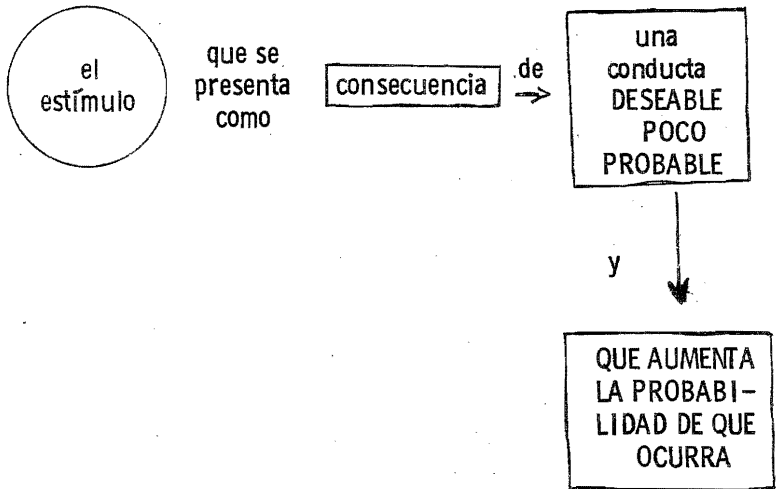 el
estímulo
que se
presenta
como
consecuencia
de
una
conducta
DESEABLE
POCO
PROBABLE
y
QUE AUMENTA
LA PROBABI-
LIDAD DE QUE
OCURRA